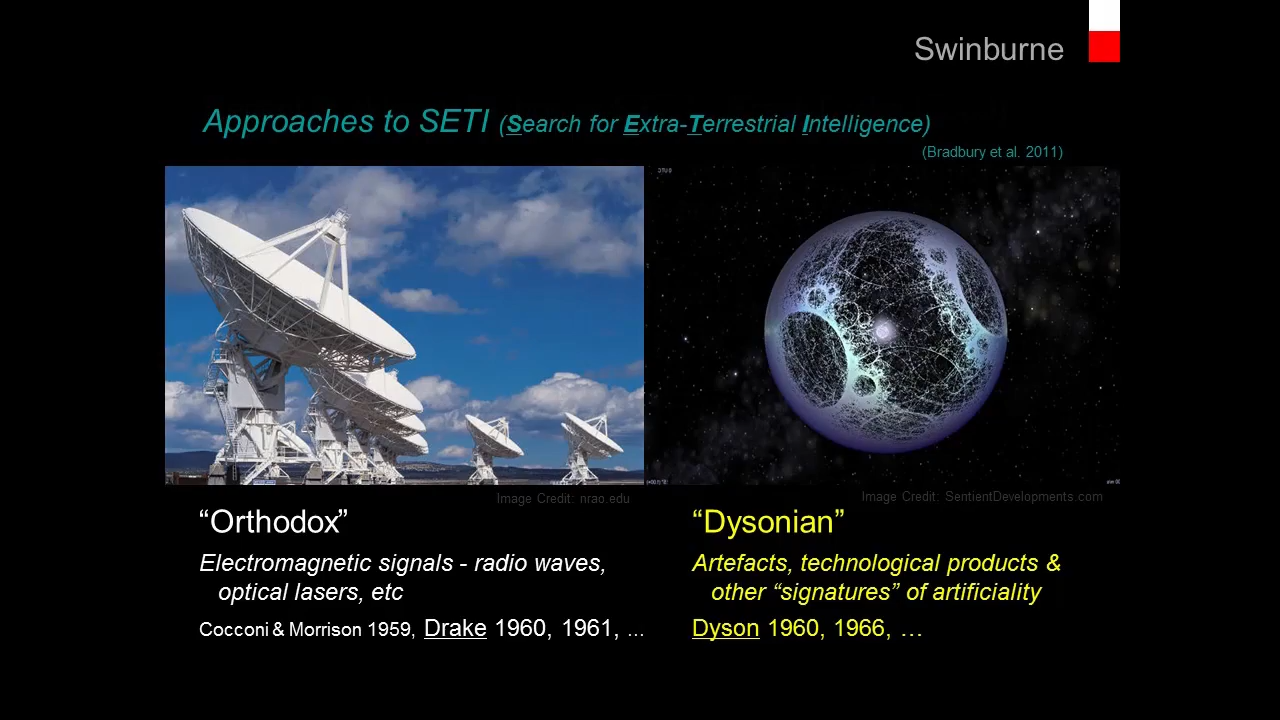 Swinburne
Approaches to SETI (Search for Extra-Terrestrial Intelligence)
(Bradbury et al. 2011)
Image Credit: nrao.edu
Image Credit: SentientDevelopments.com
“Orthodox”
Electromagnetic signals - radio waves,
optical lasers, etc
Cocconi & Morrison 1959, Drake 1960, 1961, ...
“Dysonian”
Artefacts, technological products &
other “signatures” of artificiality
Dyson 1960, 1966, …